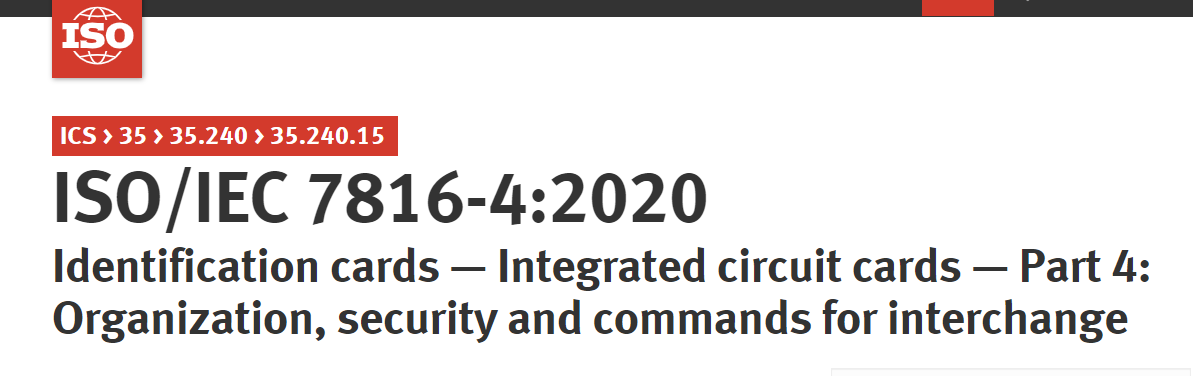 ISO
ICS › 35 › 35.240 › 35.240.15
ISO/IEC 7816-4:2020
Identification cards — Integrated circuit cards — Part 4:
Organization, security and commands for interchange